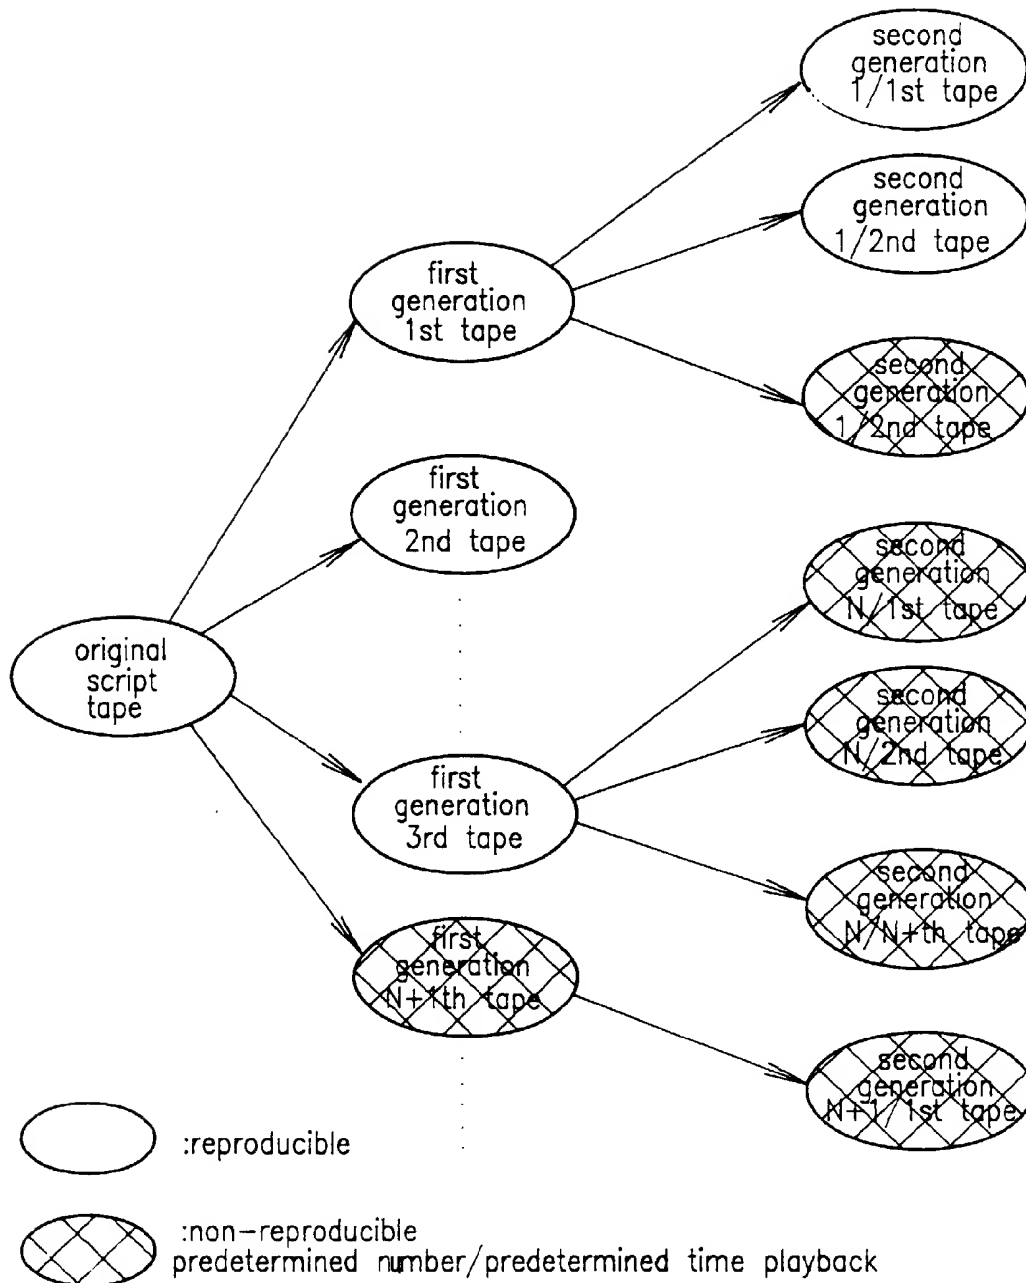 second
generation
1/1st tape
second
generation
1/2nd tape
first
generation
1st tape
second
generation
1/2nd tape
first
generation
2nd tape
second
generation
N/1st tape
original
script
tape
second
generation
N/2nd tape
first
generation
3rd tape
second
generation
N/N+th tape
first
generation
N+1th tape
second
generation
N+1/1st tape
:reproducible
:non-reproducible
predetermined number/predetermined time playback